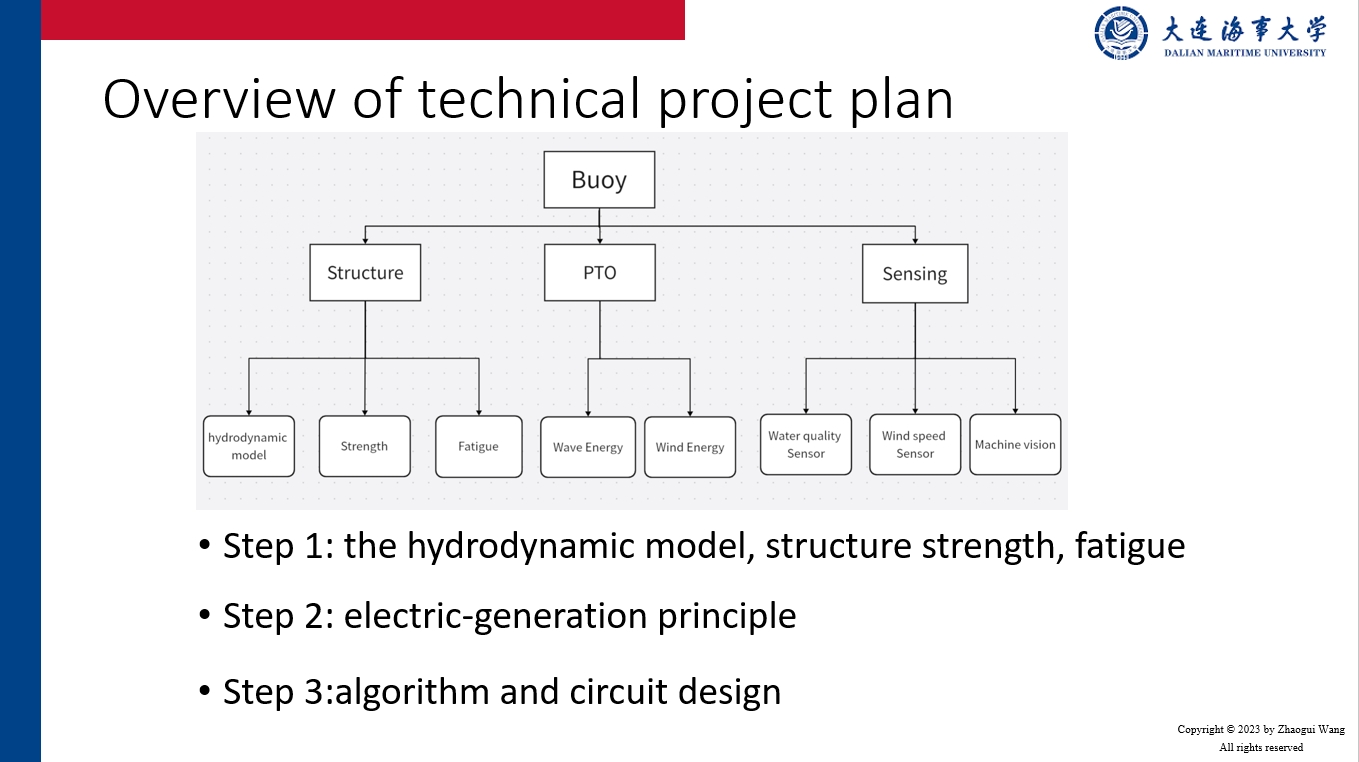 大连海事大学
DALIAN MARITIME UNIVERSITY
Overview of technical project plan
Buoy
Structure
PTO
Sensing
hydrodynamic
model
Strength
Fatigue
Wave Energy
Wind Energy
Water quality
Sensor
Wind speed
Sensor
Machine vision
• Step 1: the hydrodynamic model, structure strength, fatigue
• Step 2: electric-generation principle
• Step 3:algorithm and circuit design
Copyright © 2023 by Zhaogui Wang
All rights reserved